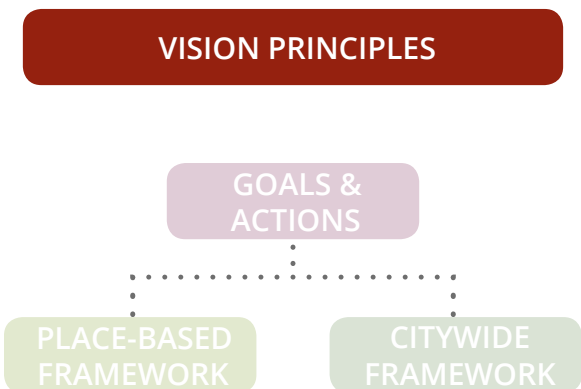 VISION PRINCIPLES
GOALS &
ACTIONS
PLACE-BASED
FRAMEWORK
CITYWIDE
FRAMEWORK